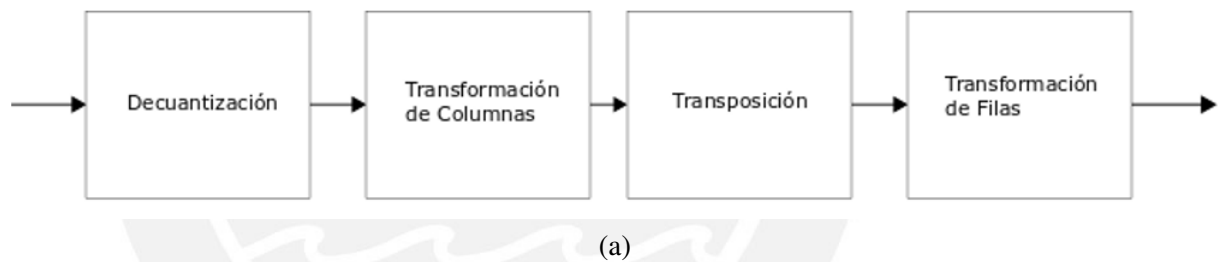 Decuantización
Transformación
de Columnas
Transposición
Transformación
de Filas
(a)